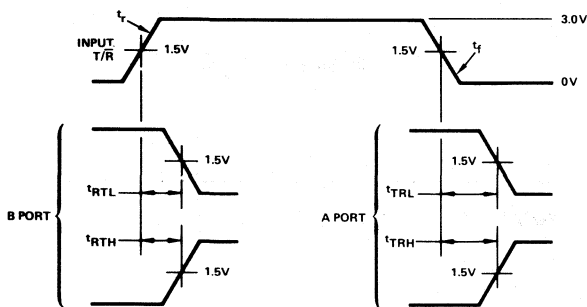 tr
3.0V
INPUT
T/R̅
1.5V
1.5V
tf
0V
1.5V
1.5V
tRTL
tTRL
B PORT
A PORT
tRTH
tTRH
1.5V
1.5V